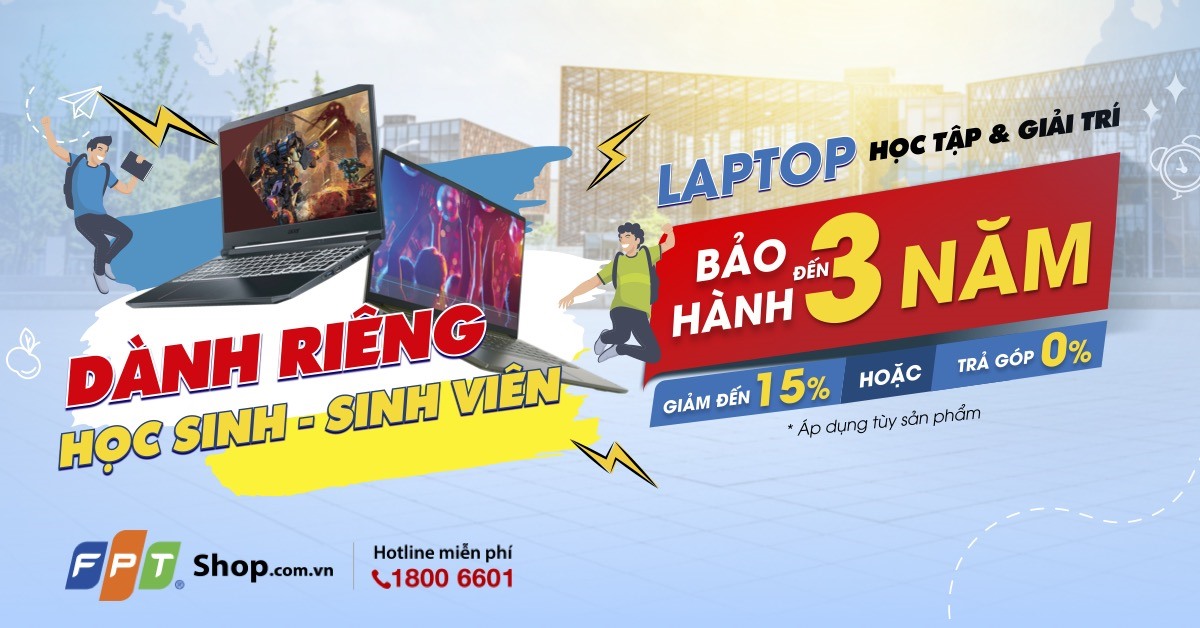 LAPTOP HỌC TẬP & GIẢI TRÍ
BẢO HÀNH ĐẾN 3 NĂM
GIẢM ĐẾN 15% HOẶC TRẢ GÓP 0%
* Áp dụng tùy sản phẩm
DÀNH RIÊNG
HỌC SINH - SINH VIÊN
FPT® Shop.com.vn
Hotline miễn phí
1800 6601